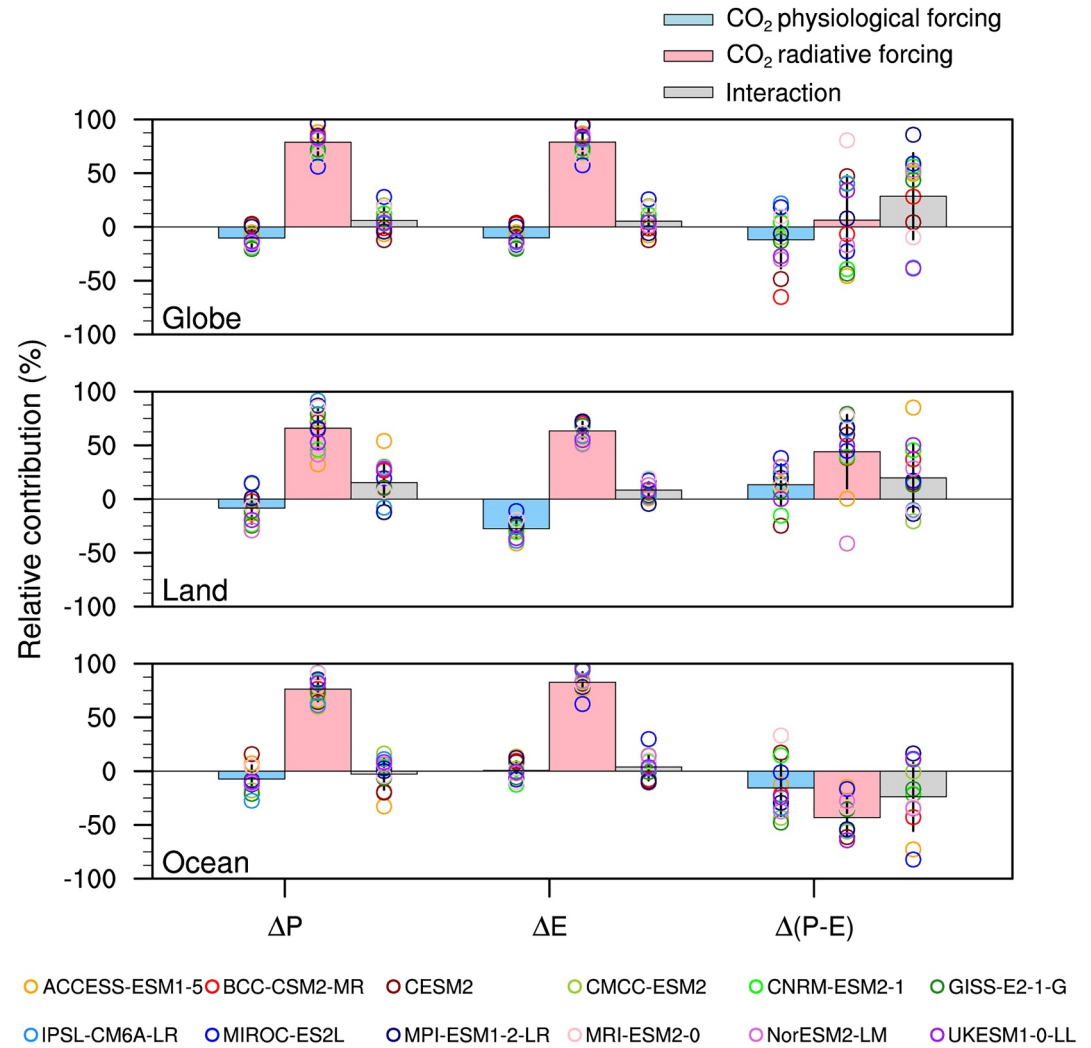 CO₂ physiological forcing
CO₂ radiative forcing
Interaction
Relative contribution (%)
100
50
0
-50
-100
Globe
100
50
0
-50
-100
Land
100
50
0
-50
-100
Ocean
ΔP ΔE Δ(P-E)
ACCESS-ESM1-5 BCC-CSM2-MR CESM2 CMCC-ESM2 CNRM-ESM2-1 GISS-E2-1-G
IPSL-CM6A-LR MIROC-ES2L MPI-ESM1-2-LR MRI-ESM2-0 NorESM2-LM UKESM1-0-LL